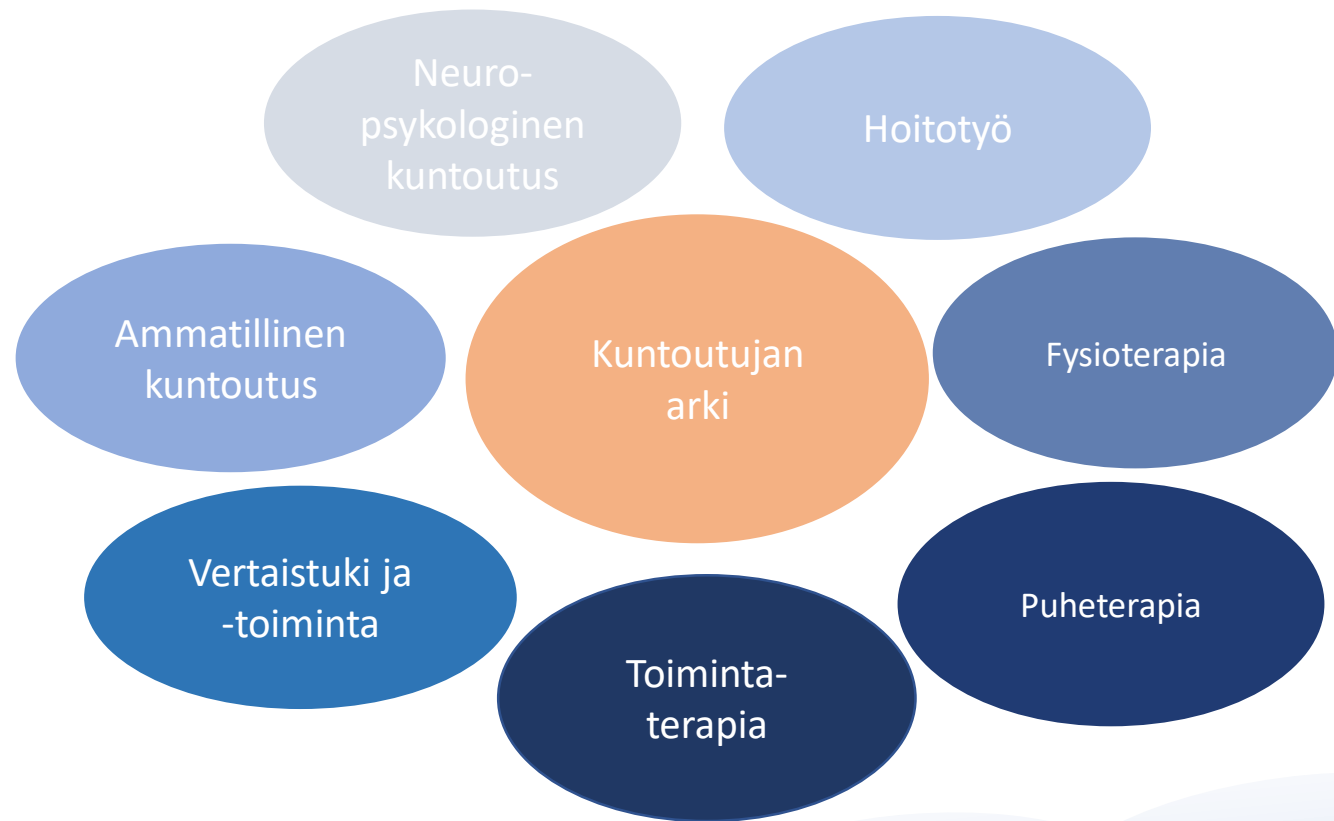 Neuro-
psykologinen
kuntoutus
Hoitotyö
Ammatillinen
kuntoutus
Kuntoutujan
arki
Fysioterapia
Vertaistuki ja
-toiminta
Toiminta-
terapia
Puheterapia